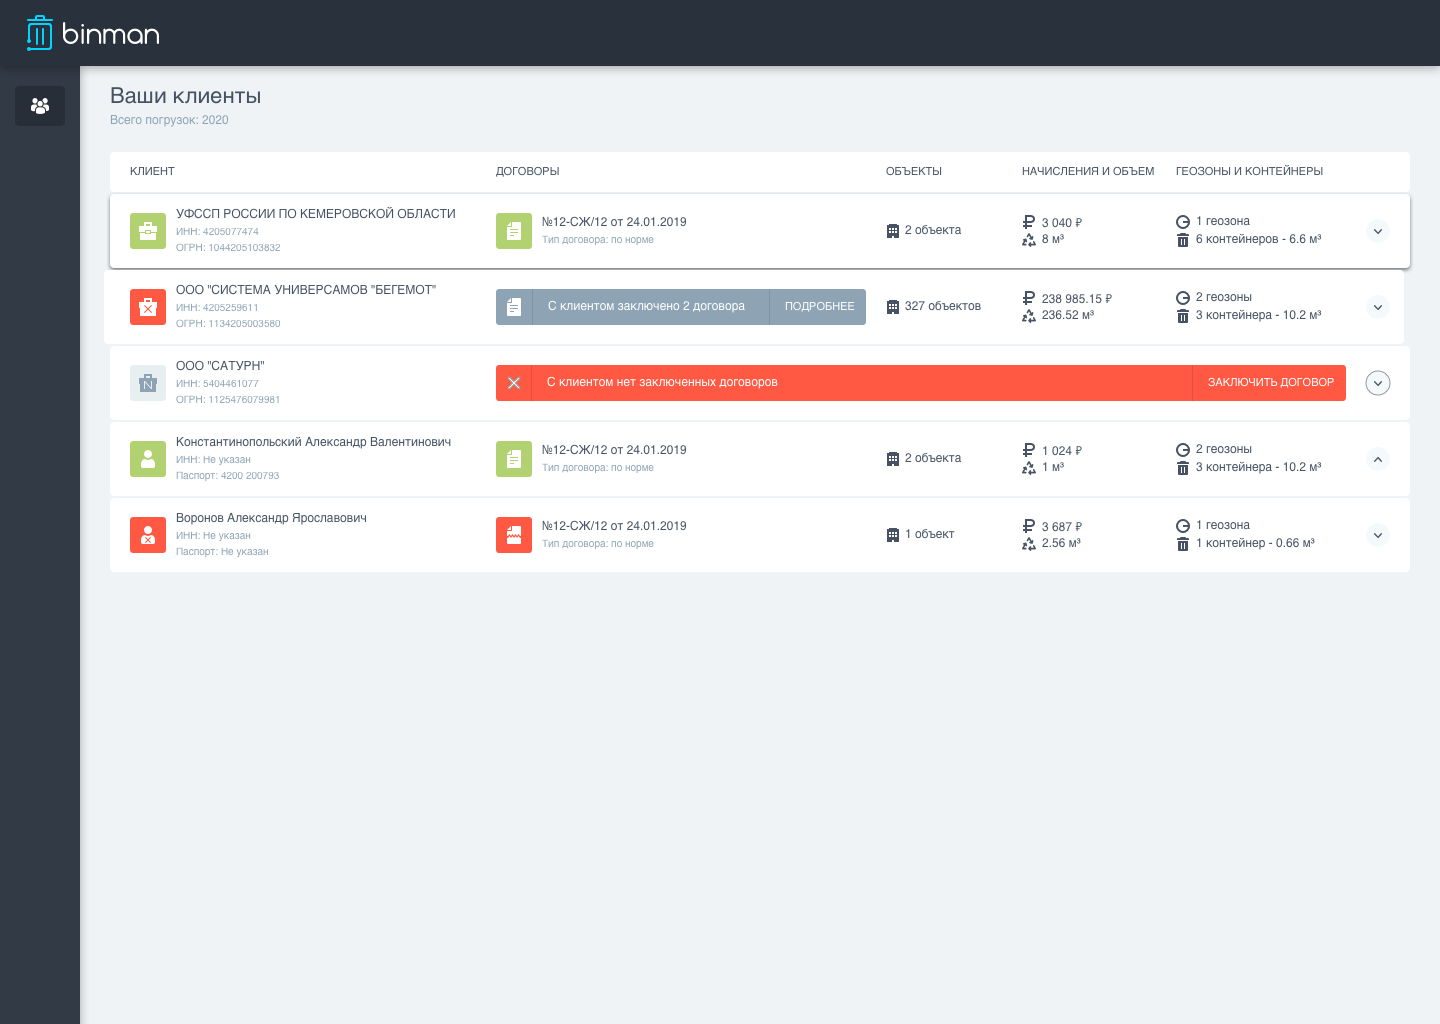 binman
Ваши клиенты
Всего погрузок: 2020
КЛИЕНТ ДОГОВОРЫ ОБЪЕКТЫ НАЧИСЛЕНИЯ И ОБЪЕМ ГЕОЗОНЫ И КОНТЕЙНЕРЫ
УФССП РОССИИ ПО КЕМЕРОВСКОЙ ОБЛАСТИ
ИНН: 4205077474
ОГРН: 1044205103832
№12-СЖ/12 от 24.01.2019
Тип договора: по норме
2 объекта
3 040 ₽
8 м³
1 геозона
6 контейнеров - 6.6 м³
ООО "СИСТЕМА УНИВЕРСАМОВ "БЕГЕМОТ"
ИНН: 4205259611
ОГРН: 1134205003580
С клиентом заключено 2 договора ПОДРОБНЕЕ
327 объектов
238 985.15 ₽
236.52 м³
2 геозоны
3 контейнера - 10.2 м³
ООО "САТУРН"
ИНН: 5404461077
ОГРН: 1125476079981
С клиентом нет заключенных договоров ЗАКЛЮЧИТЬ ДОГОВОР
Константинопольский Александр Валентинович
ИНН: Не указан
Паспорт: 4200 200793
№12-СЖ/12 от 24.01.2019
Тип договора: по норме
2 объекта
1 024 ₽
1 м³
2 геозоны
3 контейнера - 10.2 м³
Воронов Александр Ярославович
ИНН: Не указан
Паспорт: Не указан
№12-СЖ/12 от 24.01.2019
Тип договора: по норме
1 объект
3 687 ₽
2.56 м³
1 геозона
1 контейнер - 0.66 м³